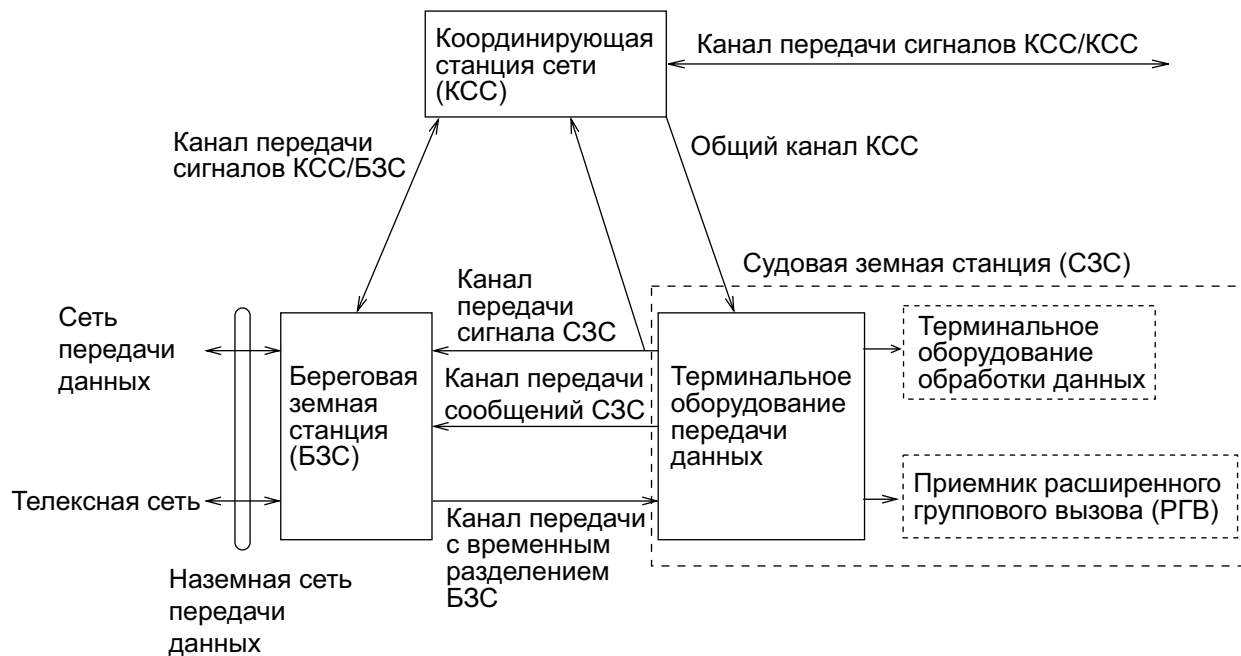 Координирующая
станция сети
(КСС)
Канал передачи сигналов КСС/КСС
Канал передачи
сигналов КСС/БЗС
Общий канал КСС
Судовая земная станция (СЗС)
Канал
передачи
сигнала СЗС
Сеть
передачи
данных
Береговая
земная
станция
(БЗС)
Канал передачи
сообщений СЗС
Терминальное
оборудование
передачи
данных
Терминальное
оборудование
обработки данных
Телексная сеть
Приемник расширенного
группового вызова (РГВ)
Канал передачи
с временным
разделением
БЗС
Наземная сеть
передачи
данных